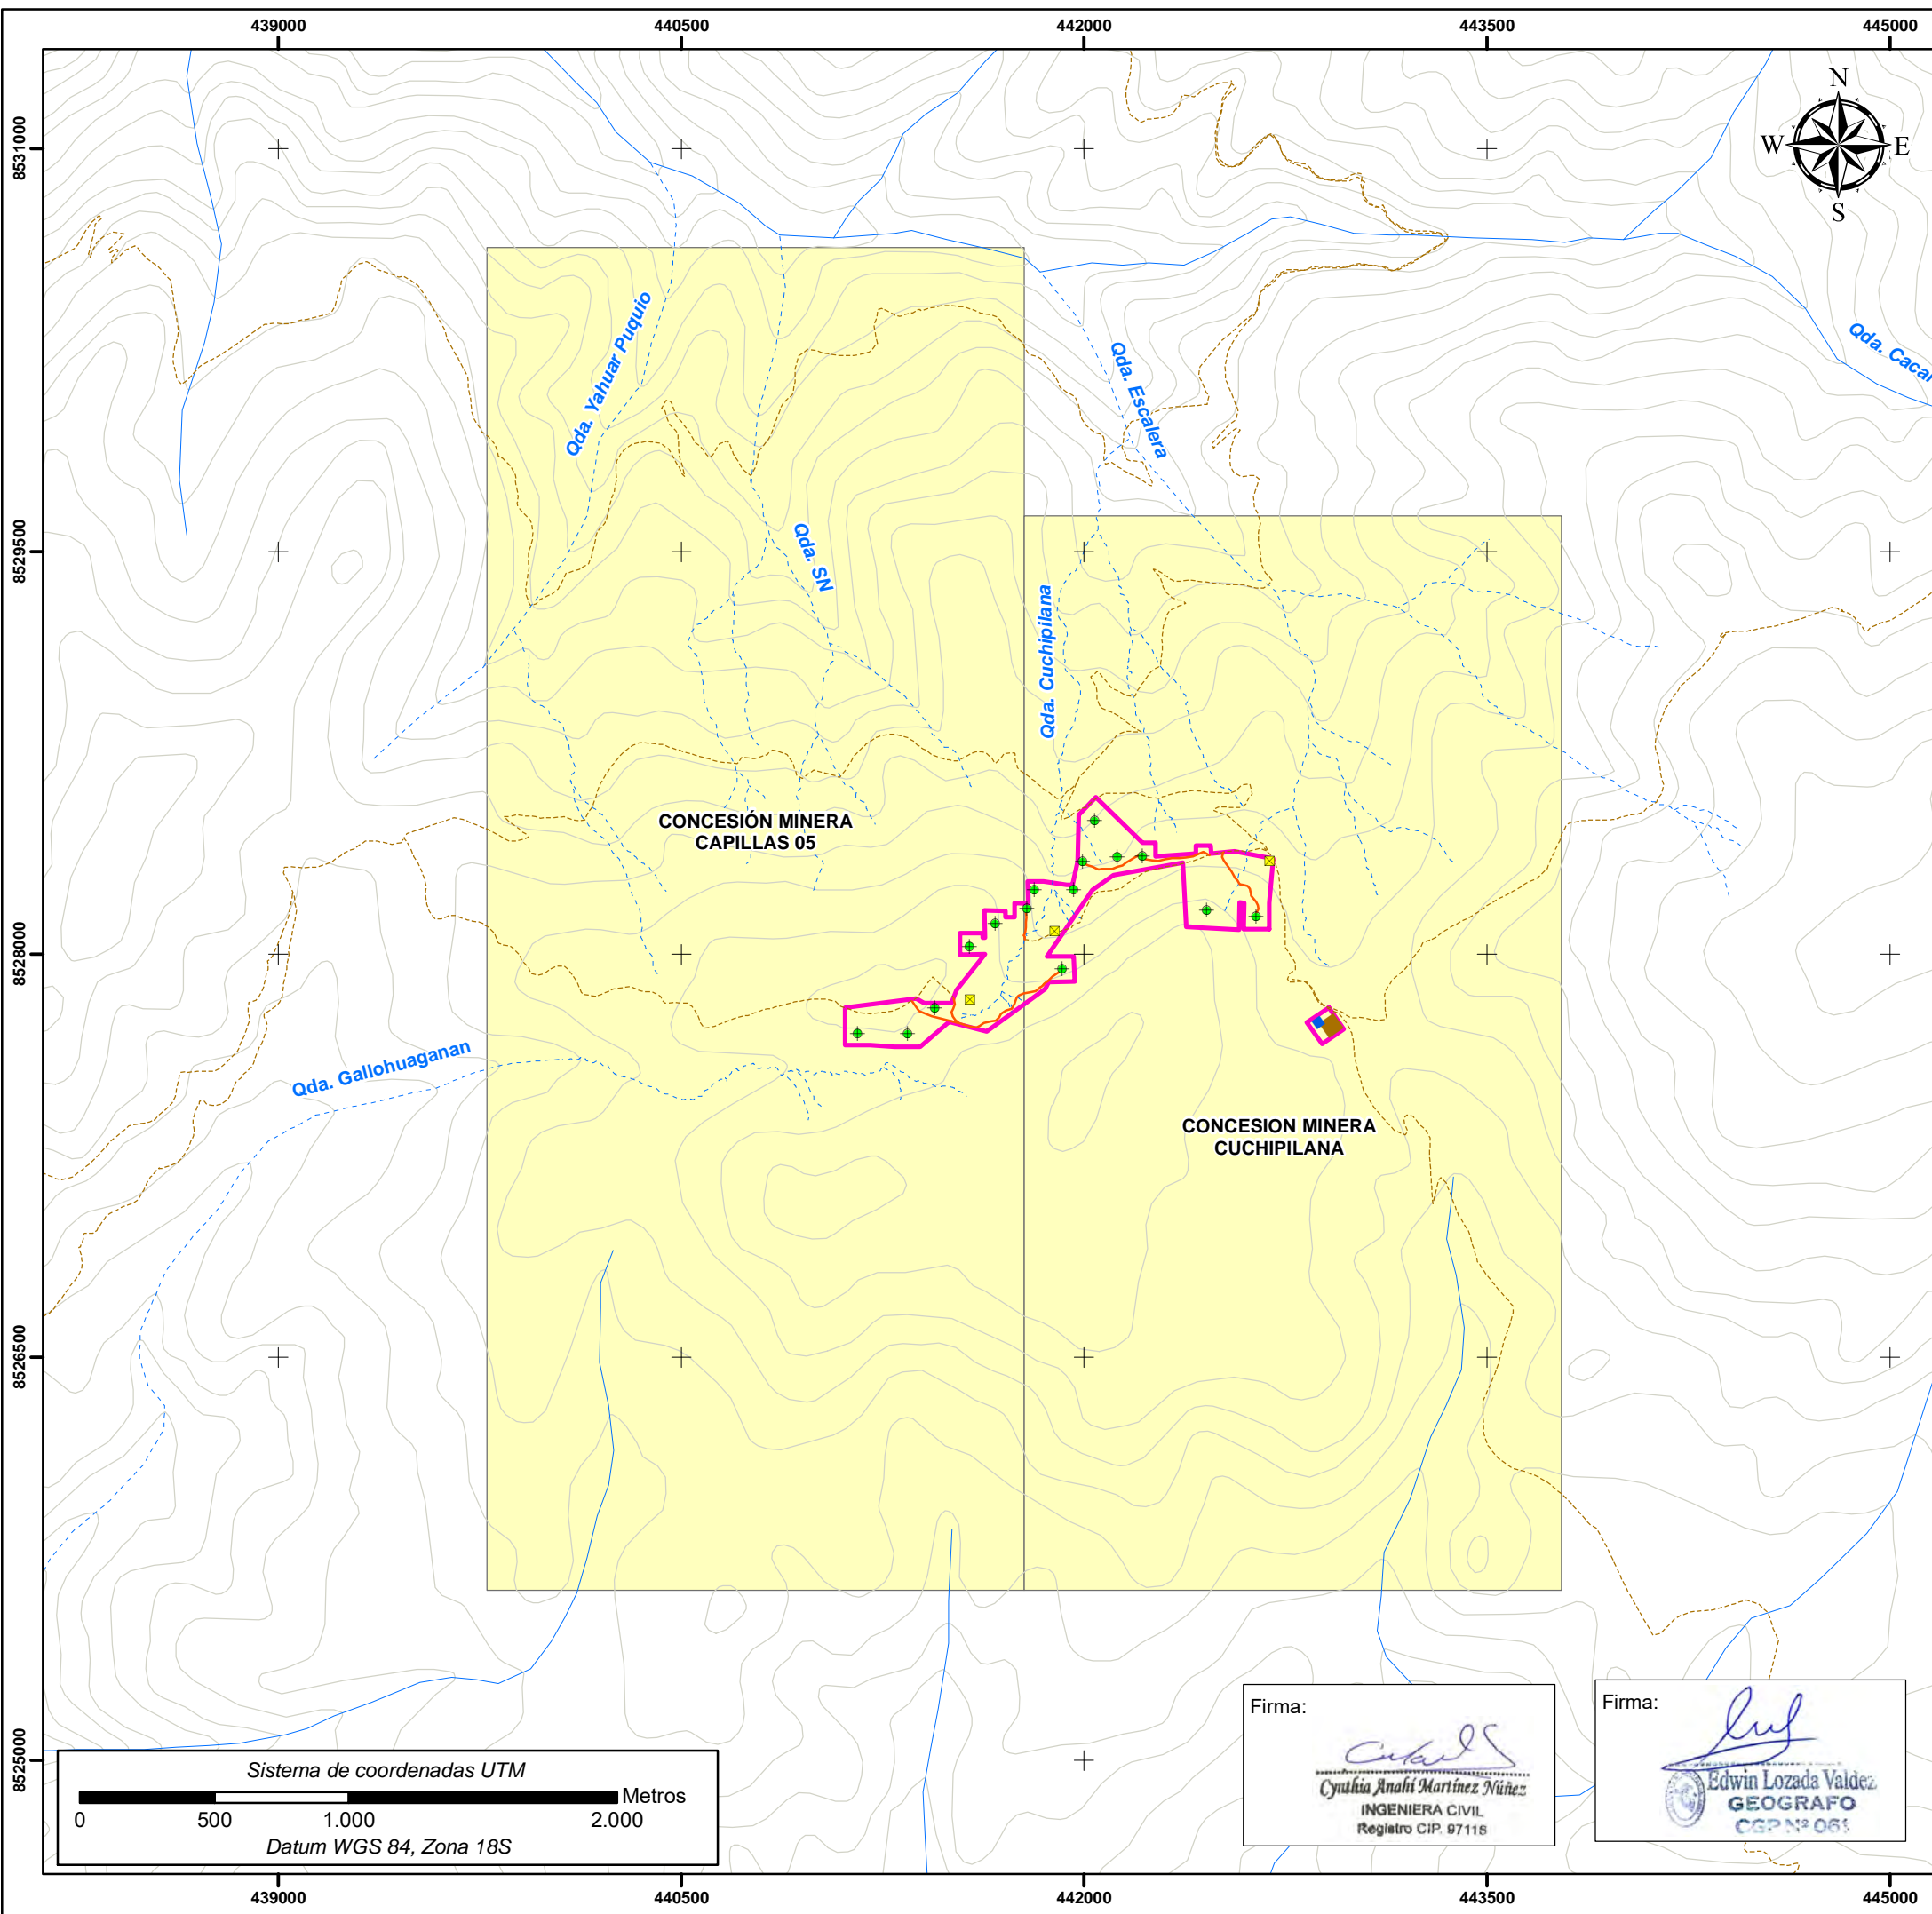 439000
440500
442000
443500
445000
N
W
E
S
8531000
8529500
8528000
8526500
8525000
Qda. Yahuar Puquio
Qda. Escalera
Qda. SN
Qda. Cuchipilana
Qda. Gallohuaganan
CONCESIÓN MINERA
CAPILLAS 05
CONCESION MINERA
CUCHIPILANA
Sistema de coordenadas UTM
Metros
0 500 1.000 2.000
Datum WGS 84, Zona 18S
Firma:
Cynthia Anahí Martínez Núñez
INGENIERA CIVIL
Registro CIP. 97115
Firma:
Edwin Lozada Valdez
GEOGRAFO
CGP Nº
439000
440500
442000
443500
445000